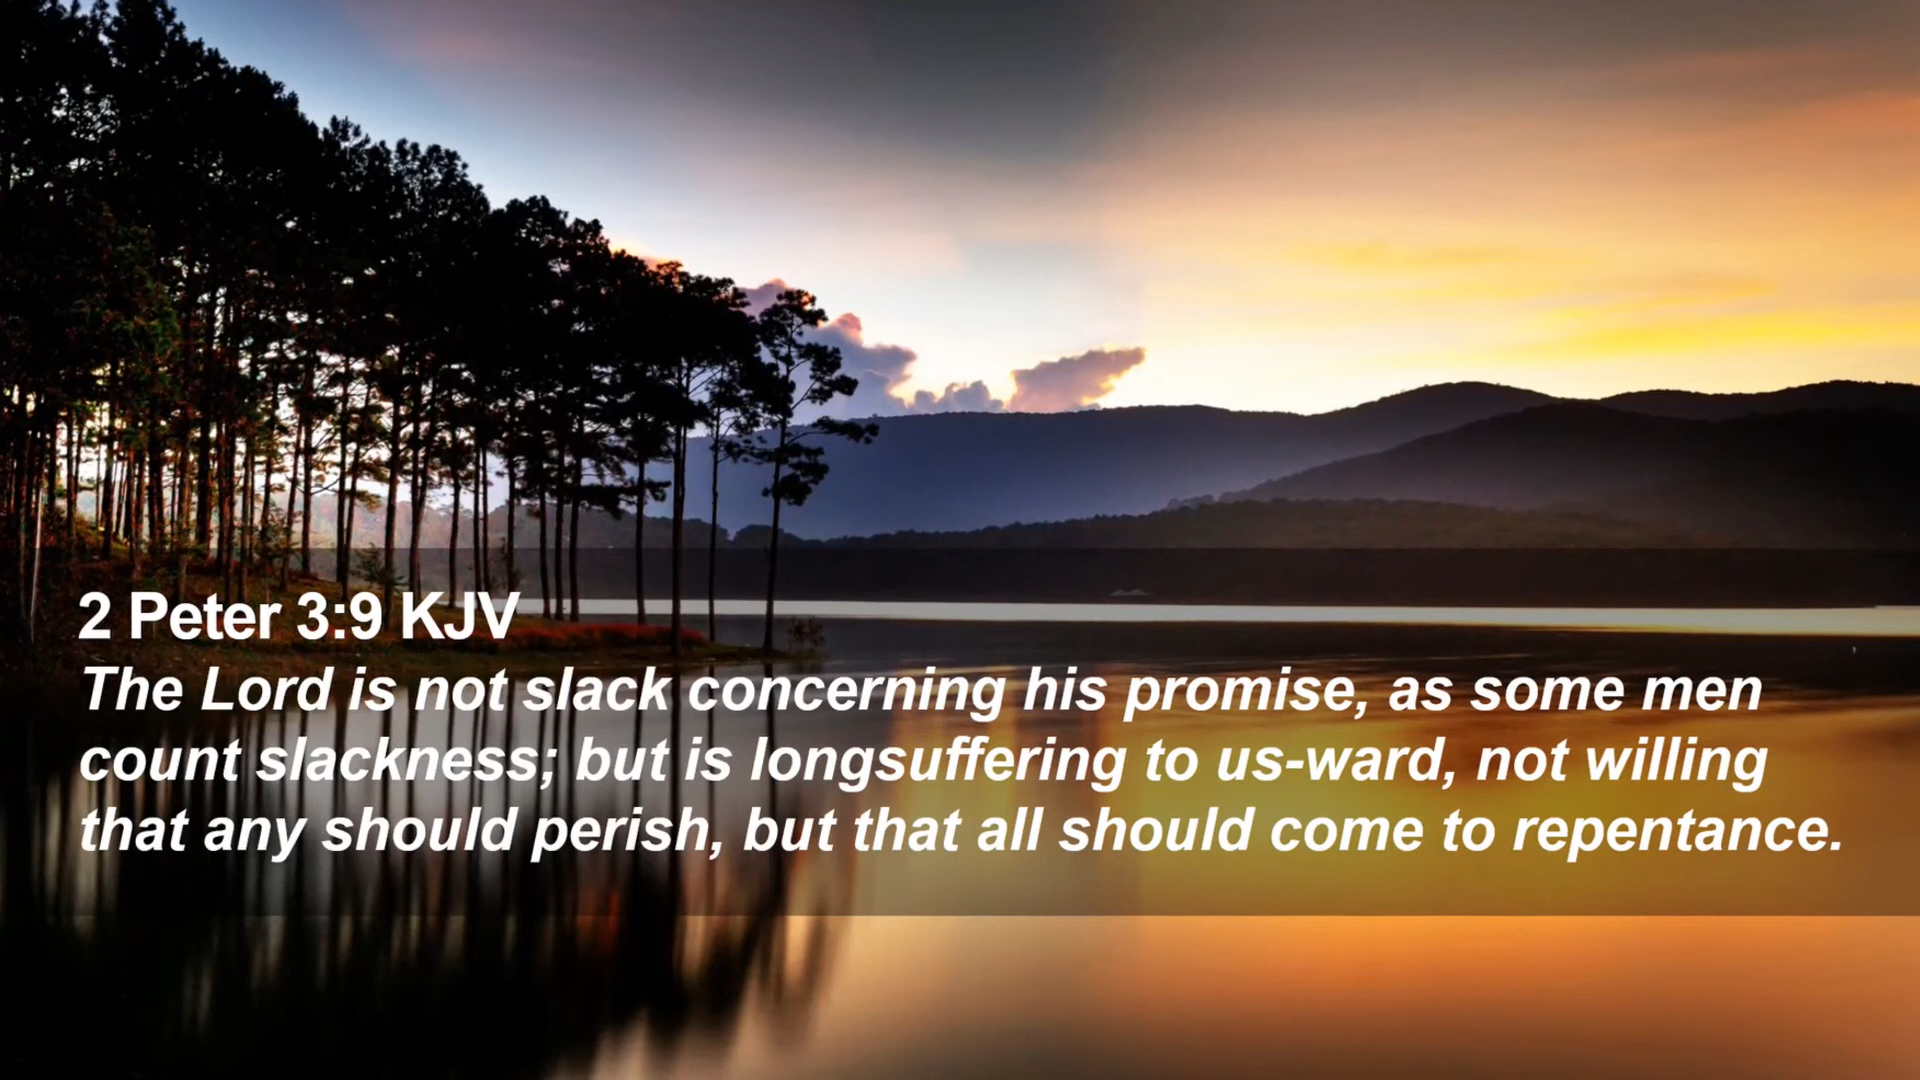 2 Peter 3:9 KJV
The Lord is not slack concerning his promise, as some men
count slackness; but is longsuffering to us-ward, not willing
that any should perish, but that all should come to repentance.